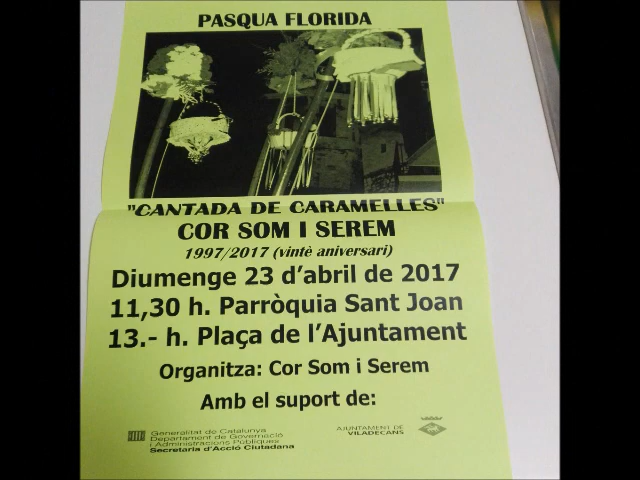 PASQUA FLORIDA
"CANTADA DE CARAMELLES"
COR SOM I SEREM
1997/2017 (vintè aniversari)
Diumenge 23 d'abril de 2017
11,30 h. Parròquia Sant Joan
13.- h. Plaça de l'Ajuntament
Organitza: Cor Som i Serem
Amb el suport de:
Generalitat de Catalunya
Departament de Governació
i Administracions Públiques
Secretaria d'Acció Ciutadana
AJUNTAMENT DE
VILADECANS